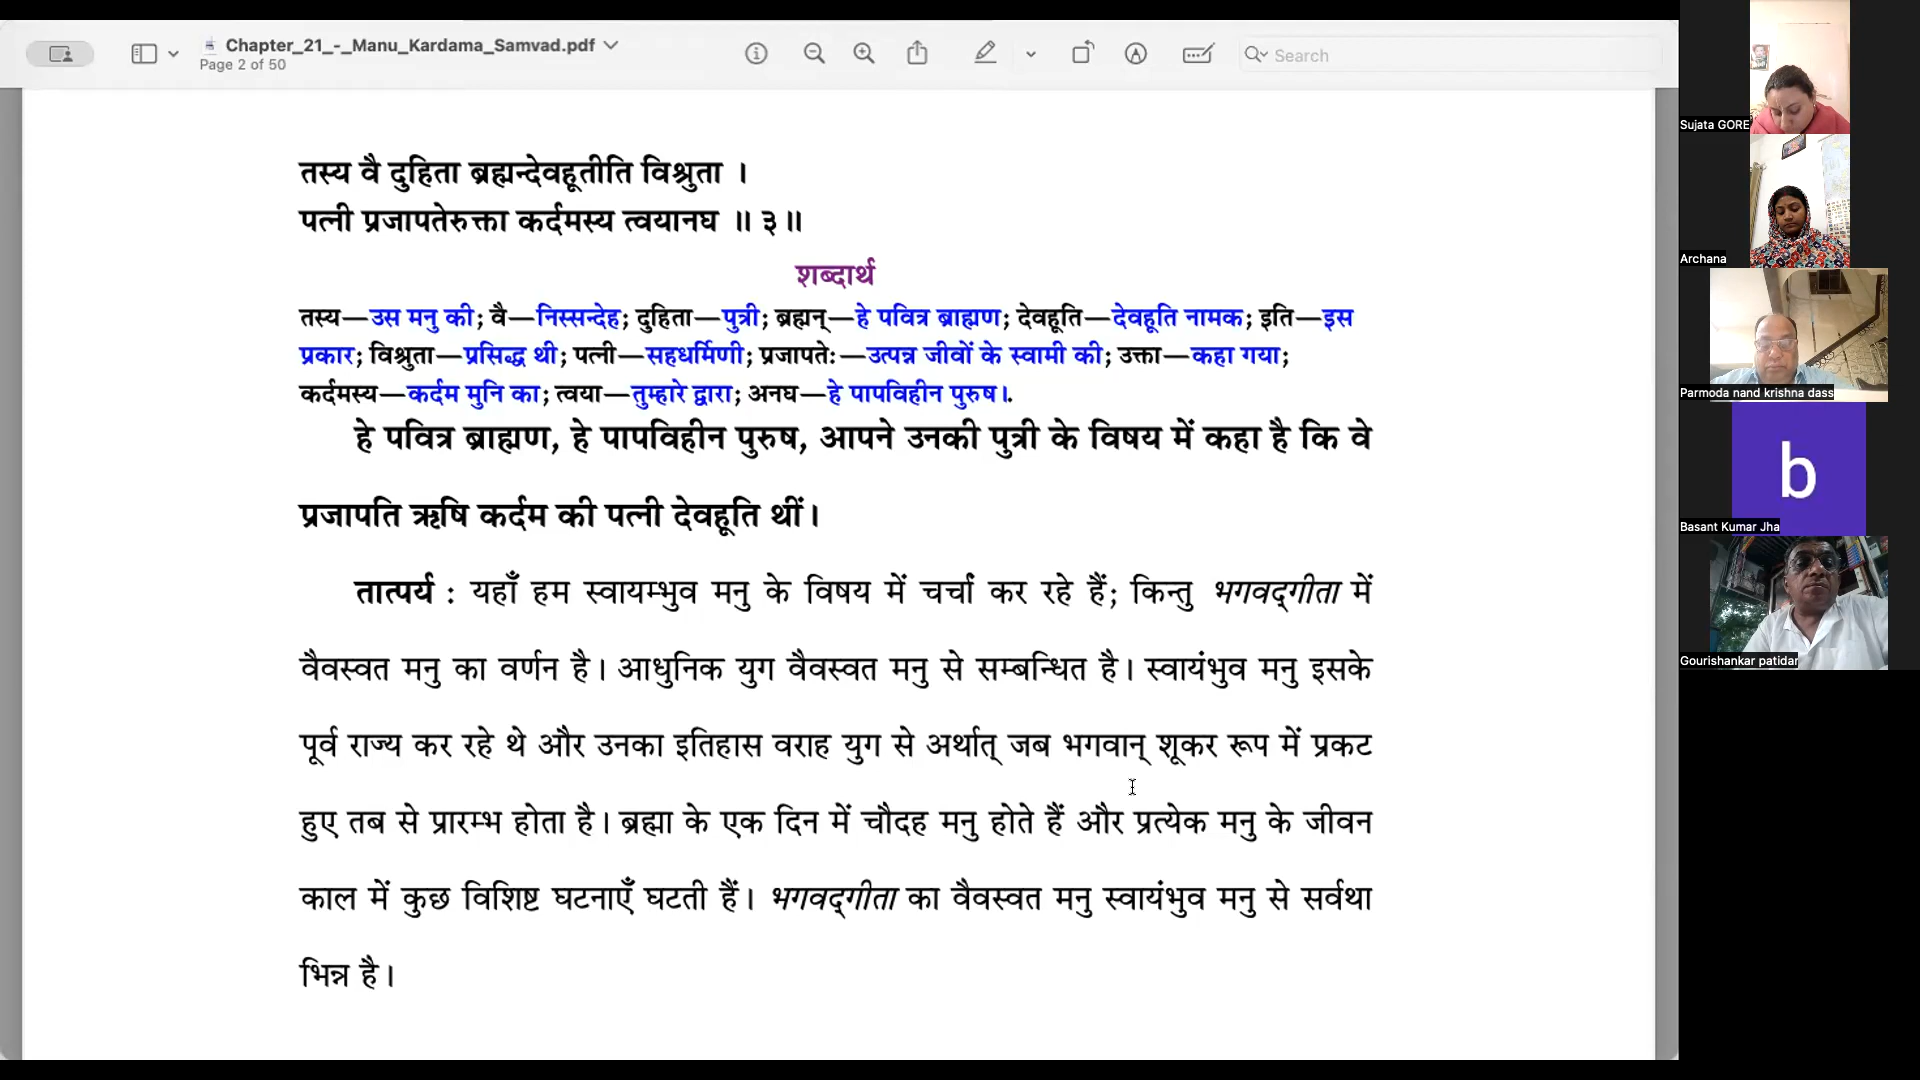 Chapter_21_-_Manu_Kardama_Samvad.pdf
Page 2 of 50
Search
तस्य वै दुहिता ब्रह्मन्देवहूतीति विश्रुता ।
पत्नी प्रजापतेरुक्ता कर्दमस्य त्वयानघ ॥ ३॥
शब्दार्थ
तस्य—उस मनु की; वै—निस्सन्देह; दुहिता—पुत्री; ब्रह्मन्—हे पवित्र ब्राह्मण; देवहूति—देवहूति नामक; इति—इस
प्रकार; विश्रुता—प्रसिद्ध थी; पत्नी—सहधर्मिणी; प्रजापतेः—उत्पन्न जीवों के स्वामी की; उक्ता—कहा गया;
कर्दमस्य—कर्दम मुनि का; त्वया—तुम्हारे द्वारा; अनघ—हे पापविहीन पुरुष।.
हे पवित्र ब्राह्मण, हे पापविहीन पुरुष, आपने उनकी पुत्री के विषय में कहा है कि वे
प्रजापति ऋषि कर्दम की पत्नी देवहूति थीं।
तात्पर्य : यहाँ हम स्वायम्भुव मनु के विषय में चर्चा कर रहे हैं; किन्तु भगवद्गीता में
वैवस्वत मनु का वर्णन है। आधुनिक युग वैवस्वत मनु से सम्बन्धित है। स्वायंभुव मनु इसके
पूर्व राज्य कर रहे थे और उनका इतिहास वराह युग से अर्थात् जब भगवान् शूकर रूप में प्रकट
हुए तब से प्रारम्भ होता है। ब्रह्मा के एक दिन में चौदह मनु होते हैं और प्रत्येक मनु के जीवन
काल में कुछ विशिष्ट घटनाएँ घटती हैं। भगवद्गीता का वैवस्वत मनु स्वायंभुव मनु से सर्वथा
भिन्न है।
Sujata GORE
Archana
Parmoda nand krishna dass
b
Basant Kumar Jha
Gourishankar patidar